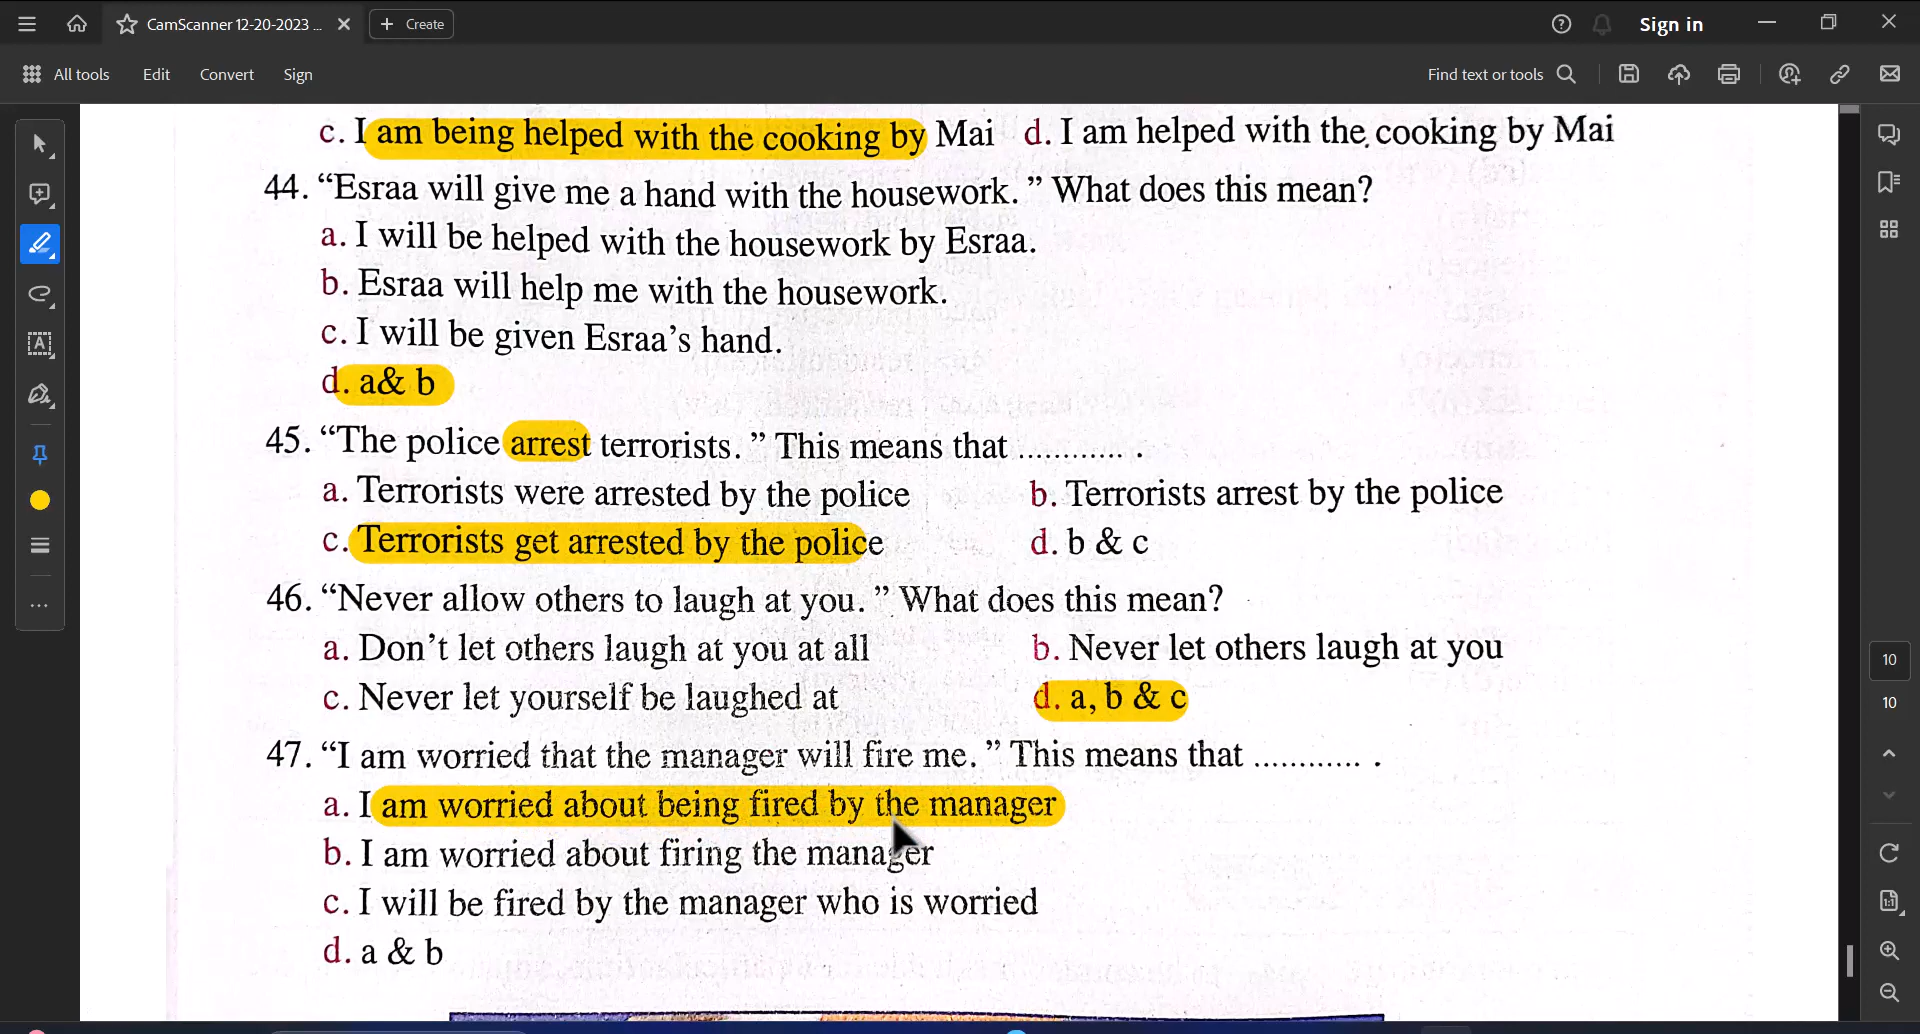 CamScanner 12-20-2023 ...
Create
Sign in
All tools
Edit
Convert
Sign
Find text or tools
c. I am being helped with the cooking by Mai d. I am helped with the cooking by Mai
44. “Esraa will give me a hand with the housework. ” What does this mean?
a. I will be helped with the housework by Esraa.
b. Esraa will help me with the housework.
c. I will be given Esraa’s hand.
d. a& b
45. “The police arrest terrorists. ” This means that ............ .
a. Terrorists were arrested by the police b. Terrorists arrest by the police
c. Terrorists get arrested by the police d. b & c
46. “Never allow others to laugh at you. ” What does this mean?
a. Don’t let others laugh at you at all b. Never let others laugh at you
c. Never let yourself be laughed at d. a, b & c
47. “I am worried that the manager will fire me. ” This means that ............ .
a. I am worried about being fired by the manager
b. I am worried about firing the manager
c. I will be fired by the manager who is worried
d. a & b
10
10